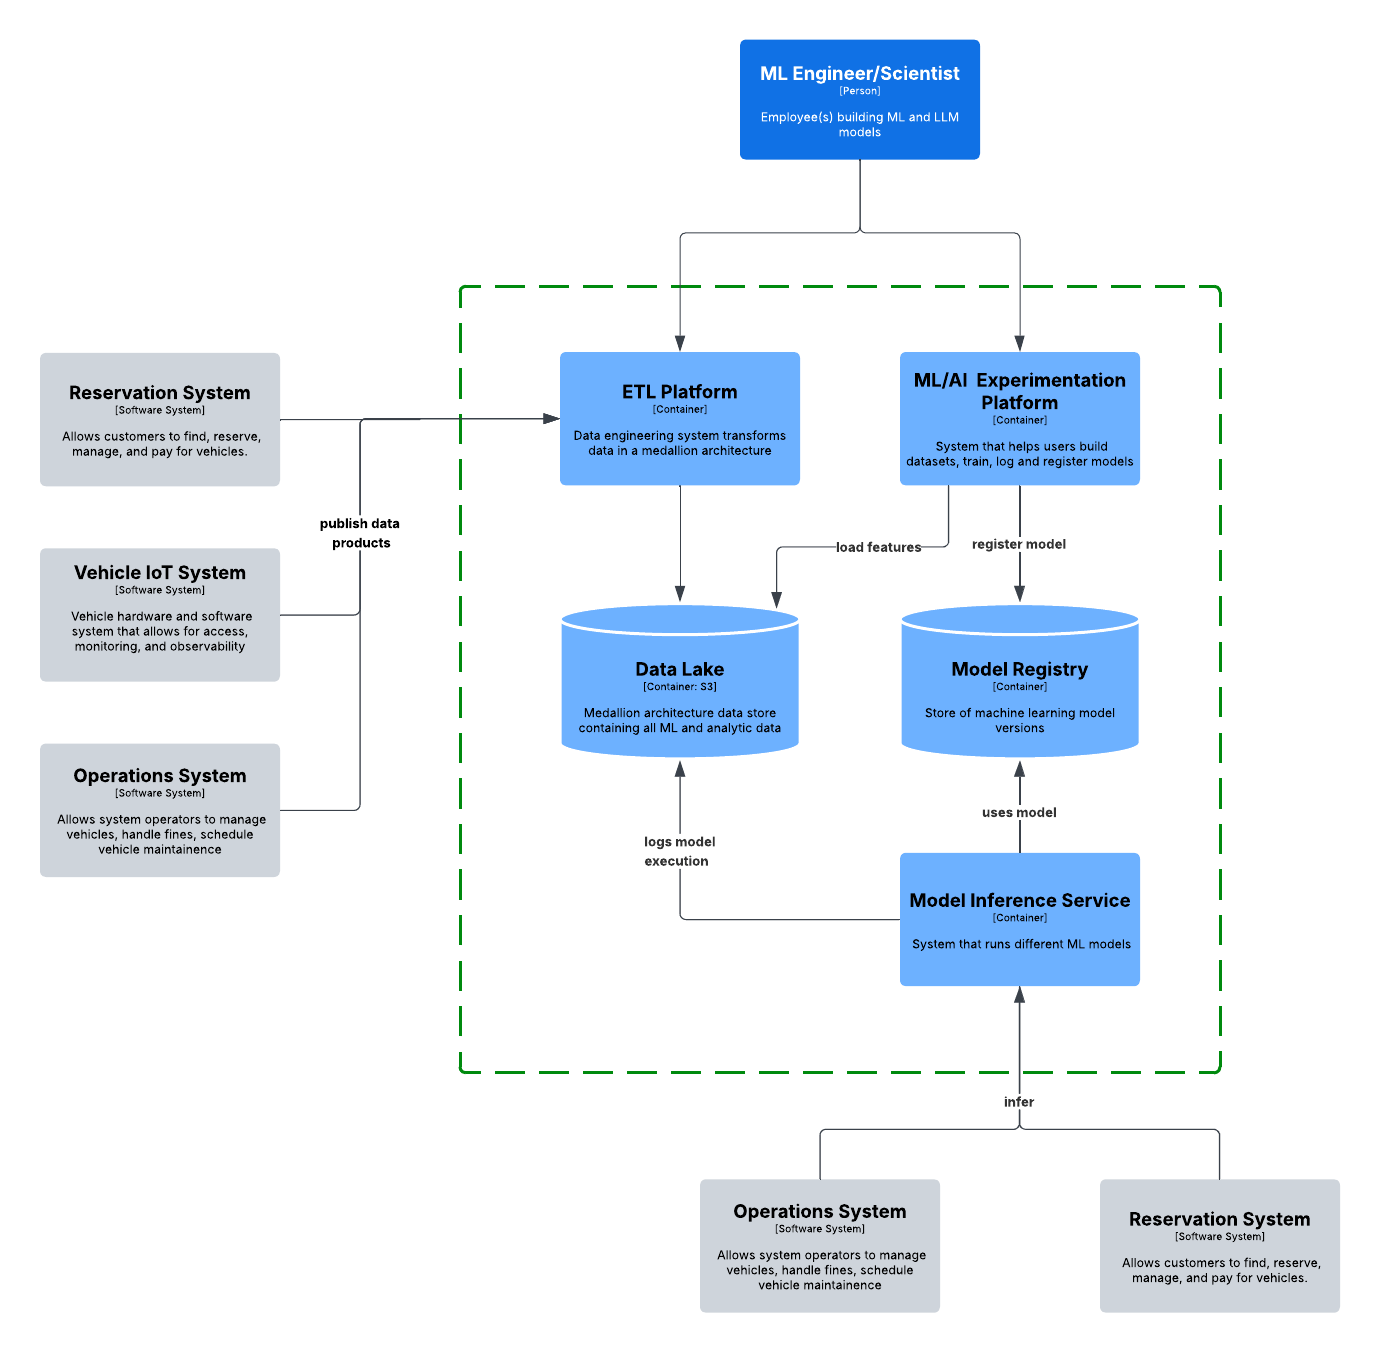 ML Engineer/Scientist
[Person]
Employee(s) building ML and LLM
models
Reservation System
[Software System]
Allows customers to find, reserve,
manage, and pay for vehicles.
ETL Platform
[Container]
Data engineering system transforms
data in a medallion architecture
ML/AI Experimentation
Platform
[Container]
System that helps users build
datasets, train, log and register models
publish data
products
load features
register model
Vehicle IoT System
[Software System]
Vehicle hardware and software
system that allows for access,
monitoring, and observability
Data Lake
[Container: S3]
Medallion architecture data store
containing all ML and analytic data
Model Registry
[Container]
Store of machine learning model
versions
Operations System
[Software System]
Allows system operators to manage
vehicles, handle fines, schedule
vehicle maintainence
uses model
logs model
execution
Model Inference Service
[Container]
System that runs different ML models
infer
Operations System
[Software System]
Allows system operators to manage
vehicles, handle fines, schedule
vehicle maintainence
Reservation System
[Software System]
Allows customers to find, reserve,
manage, and pay for vehicles.